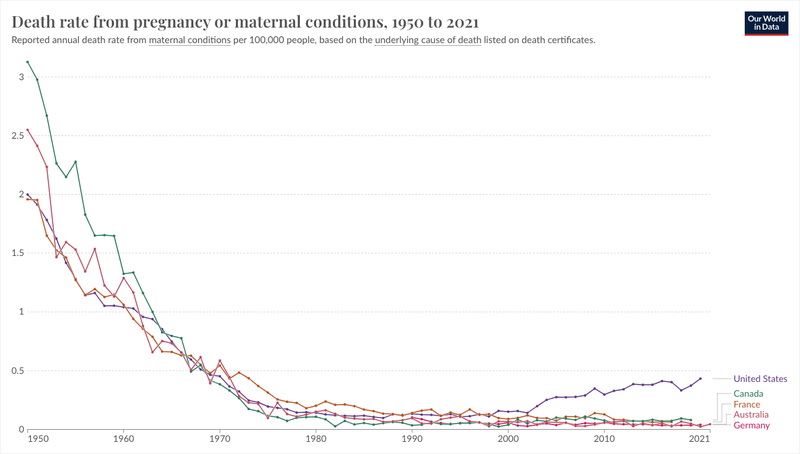 Death rate from pregnancy or maternal conditions, 1950 to 2021
Reported annual death rate from maternal conditions per 100,000 people, based on the underlying cause of death listed on death certificates.
Our World
in Data
3
2.5
2
1.5
1
0.5
0
1950
1960
1970
1980
1990
2000
2010
2021
United States
Canada
France
Australia
Germany